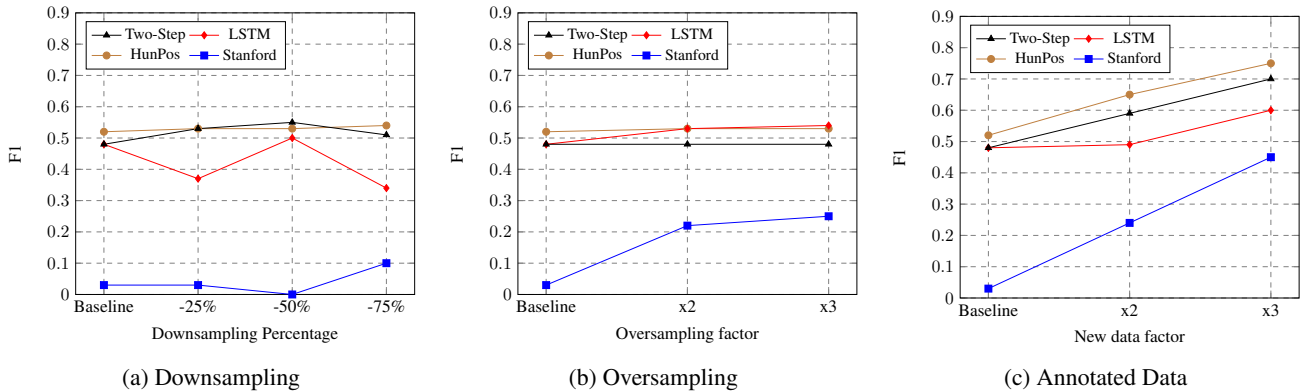 0.9
0.8
0.7
0.6
0.5
0.4
0.3
0.2
0.1
0
F1
Two-Step LSTM
HunPos Stanford
Baseline -25% -50% -75%
Downsampling Percentage
(a) Downsampling
0.9
0.8
0.7
0.6
0.5
0.4
0.3
0.2
0.1
0
F1
Two-Step LSTM
HunPos Stanford
Baseline x2 x3
Oversampling factor
(b) Oversampling
0.9
0.8
0.7
0.6
0.5
0.4
0.3
0.2
0.1
0
F1
Two-Step LSTM
HunPos Stanford
Baseline x2 x3
New data factor
(c) Annotated Data